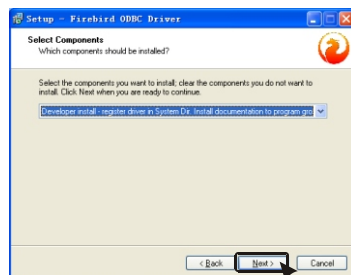 Setup - Firebird ODBC Driver
Select Components
Which components should be installed?
Select the components you want to install; clear the components you do not want to
install. Click Next when you are ready to continue.
Developer install - register driver in System Dir. Install documentation to program gro
< Back
Next >
Cancel